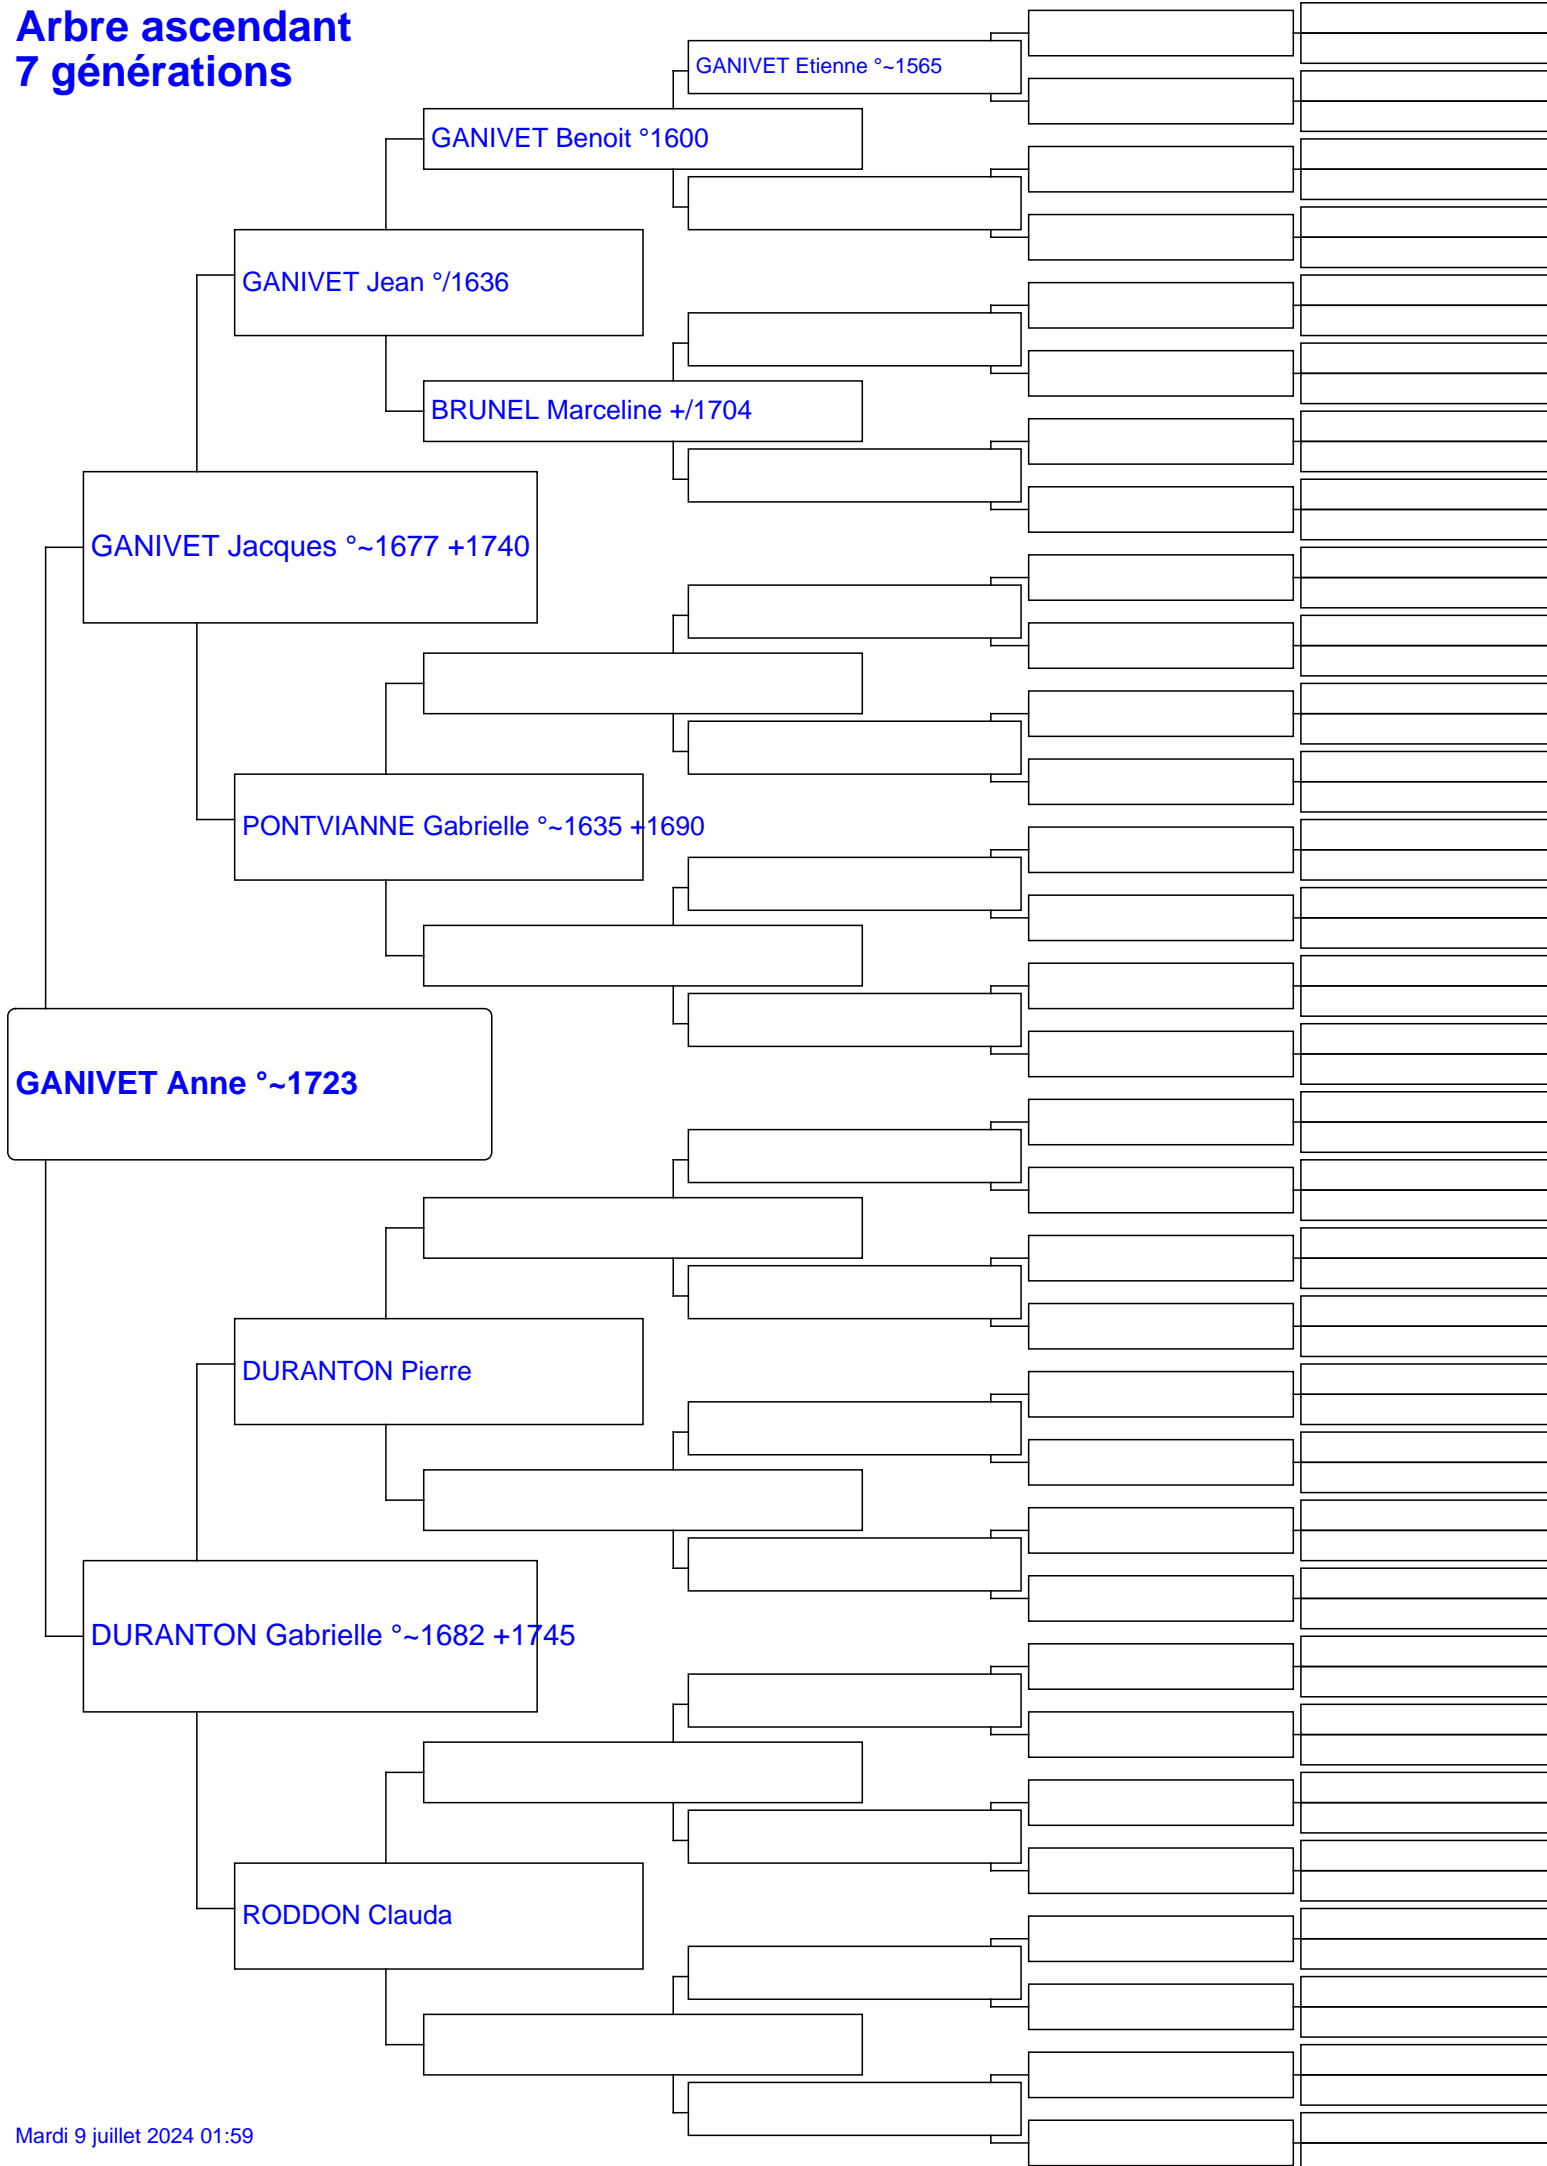 Arbre ascendant
7 générations
GANIVET Etienne °~1565
GANIVET Benoit °1600
GANIVET Jean °/1636
BRUNEL Marceline +/1704
GANIVET Jacques °~1677 +1740
PONTVIANNE Gabrielle °~1635 +1690
GANIVET Anne °~1723
DURANTON Pierre
DURANTON Gabrielle °~1682 +1745
RODDON Clauda
Mardi 9 juillet 2024 01:59